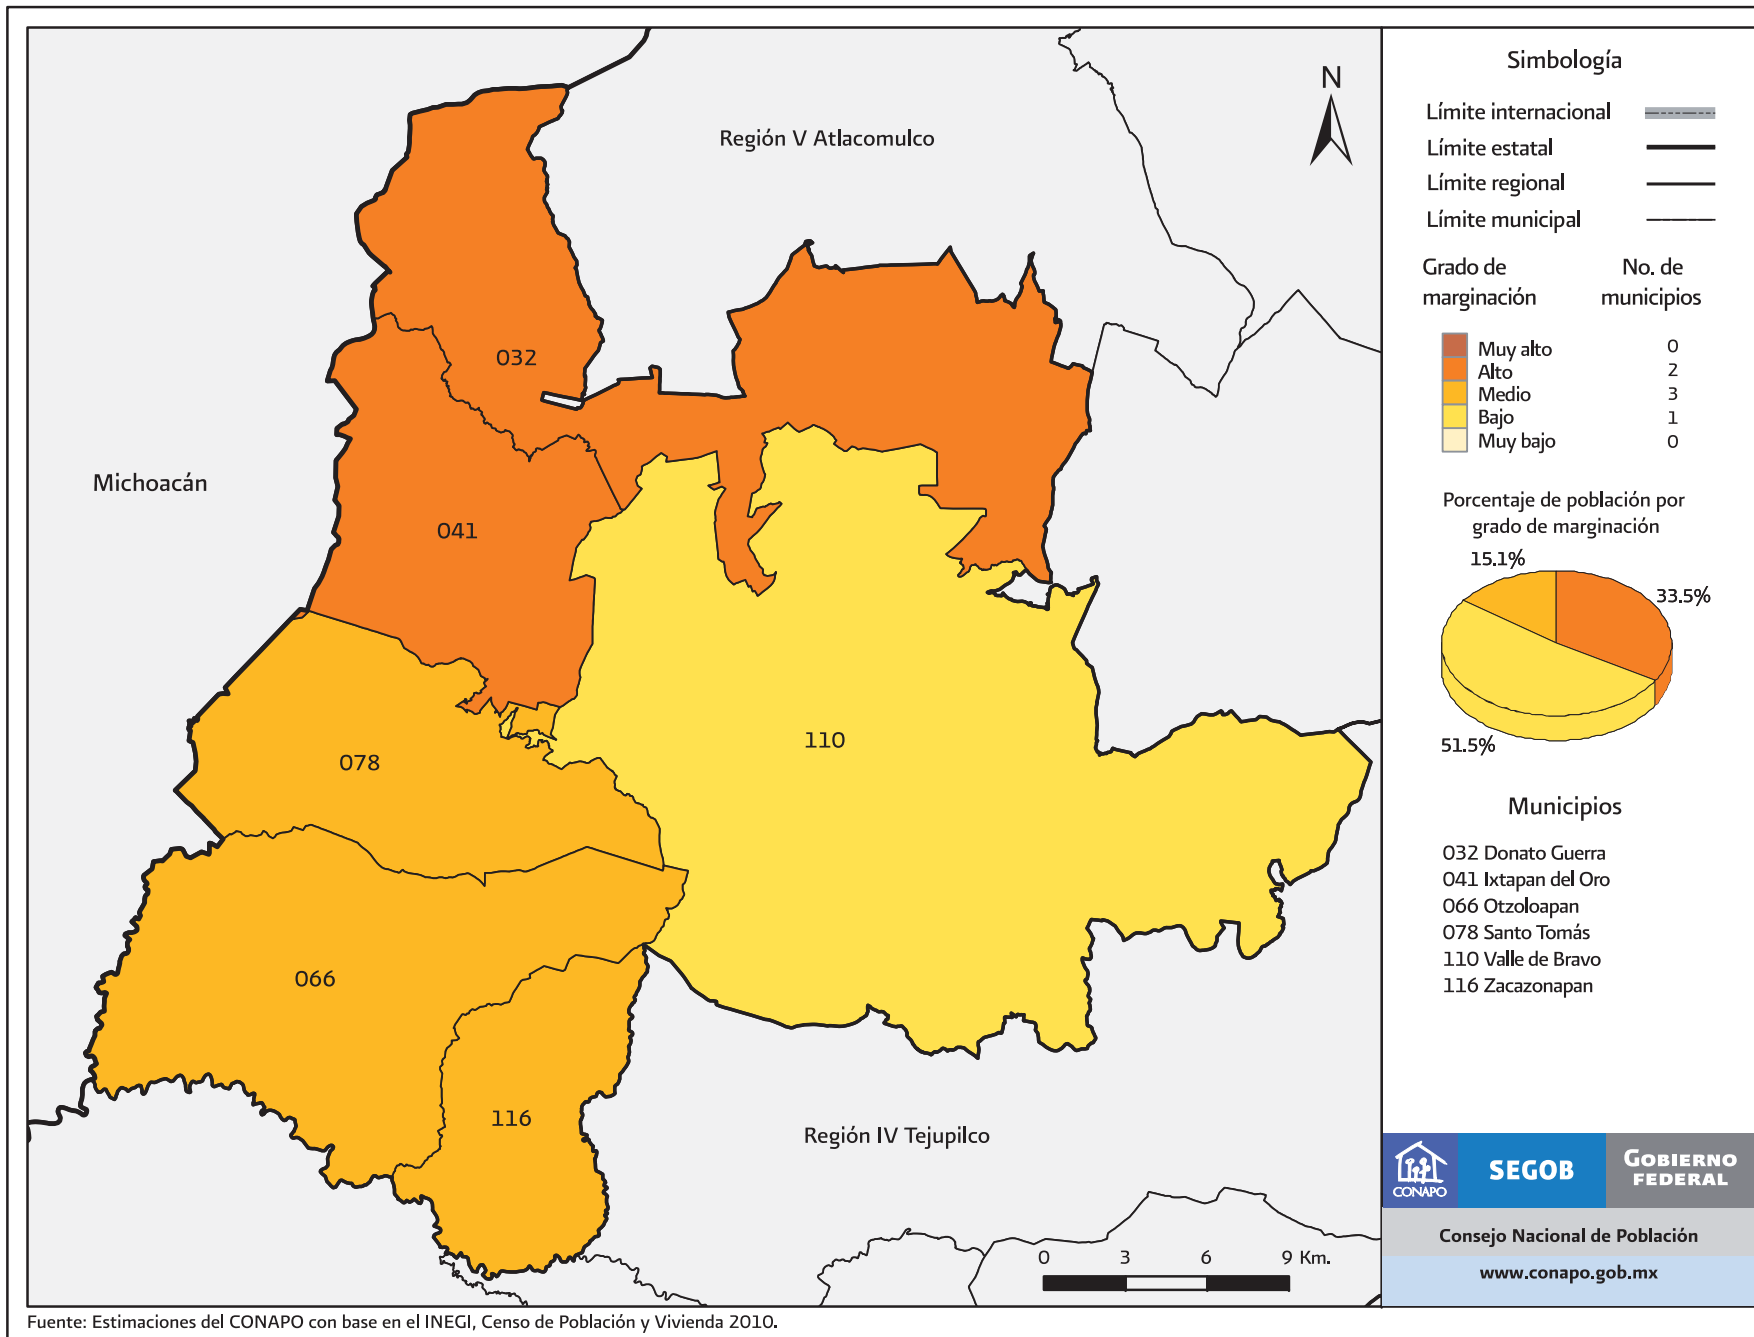 Región V Atlacomulco
N
Michoacán
032
041
078
110
066
116
Región IV Tejupilco
0 3 6 9 Km.
Simbología
Límite internacional
Límite estatal
Límite regional
Límite municipal
Grado de marginación
No. de municipios
Muy alto 0
Alto 2
Medio 3
Bajo 1
Muy bajo 0
Porcentaje de población por
grado de marginación
15.1%
33.5%
51.5%
Municipios
032 Donato Guerra
041 Ixtapan del Oro
066 Otzoloapan
078 Santo Tomás
110 Valle de Bravo
116 Zacazonapan
CONAPO
SEGOB
GOBIERNO
FEDERAL
Consejo Nacional de Población
www.conapo.gob.mx
Fuente: Estimaciones del CONAPO con base en el INEGI, Censo de Población y Vivienda 2010.